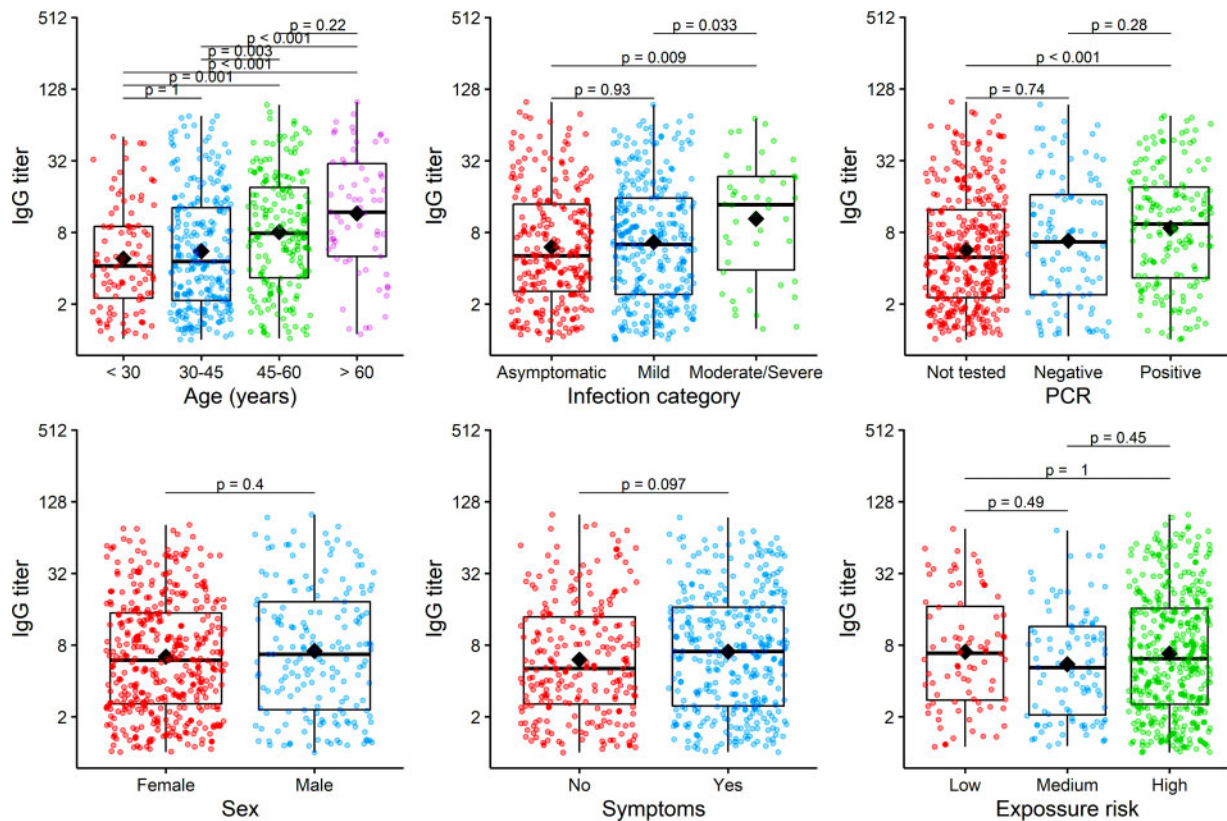 512
128
32
8
2
IgG titer
p = 0.22
p < 0.001
p = 0.003
p < 0.001
p = 0.001
p = 1
< 30 30-45 45-60 > 60
Age (years)
512
128
32
8
2
IgG titer
p = 0.033
p = 0.009
p = 0.93
Asymptomatic Mild Moderate/Severe
Infection category
512
128
32
8
2
IgG titer
p = 0.28
p < 0.001
p = 0.74
Not tested Negative Positive
PCR
512
128
32
8
2
IgG titer
p = 0.4
Female Male
Sex
512
128
32
8
2
IgG titer
p = 0.097
No Yes
Symptoms
512
128
32
8
2
IgG titer
p = 0.45
p = 1
p = 0.49
Low Medium High
Expossure risk